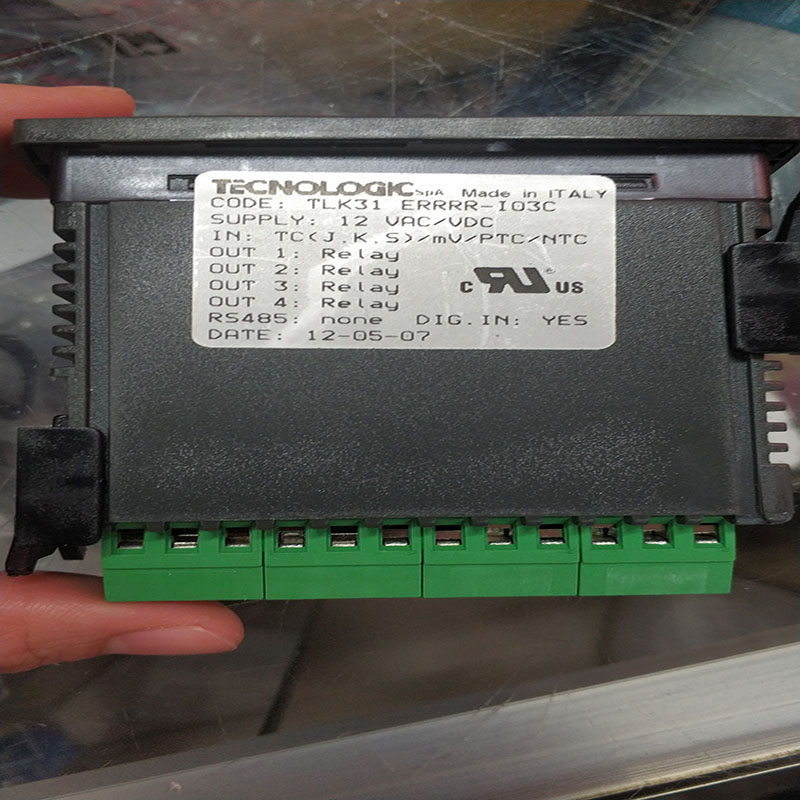 TECNOLOGIC SpA Made in ITALY
CODE: TLK31 ERRRR-I03C
SUPPLY: 12 VAC/VDC
IN: TC(J.K.S)/mV/PTC/NTC
OUT 1: Relay
OUT 2: Relay
OUT 3: Relay
OUT 4: Relay
c RU US
RS485: none DIG.IN: YES
DATE: 12-05-07